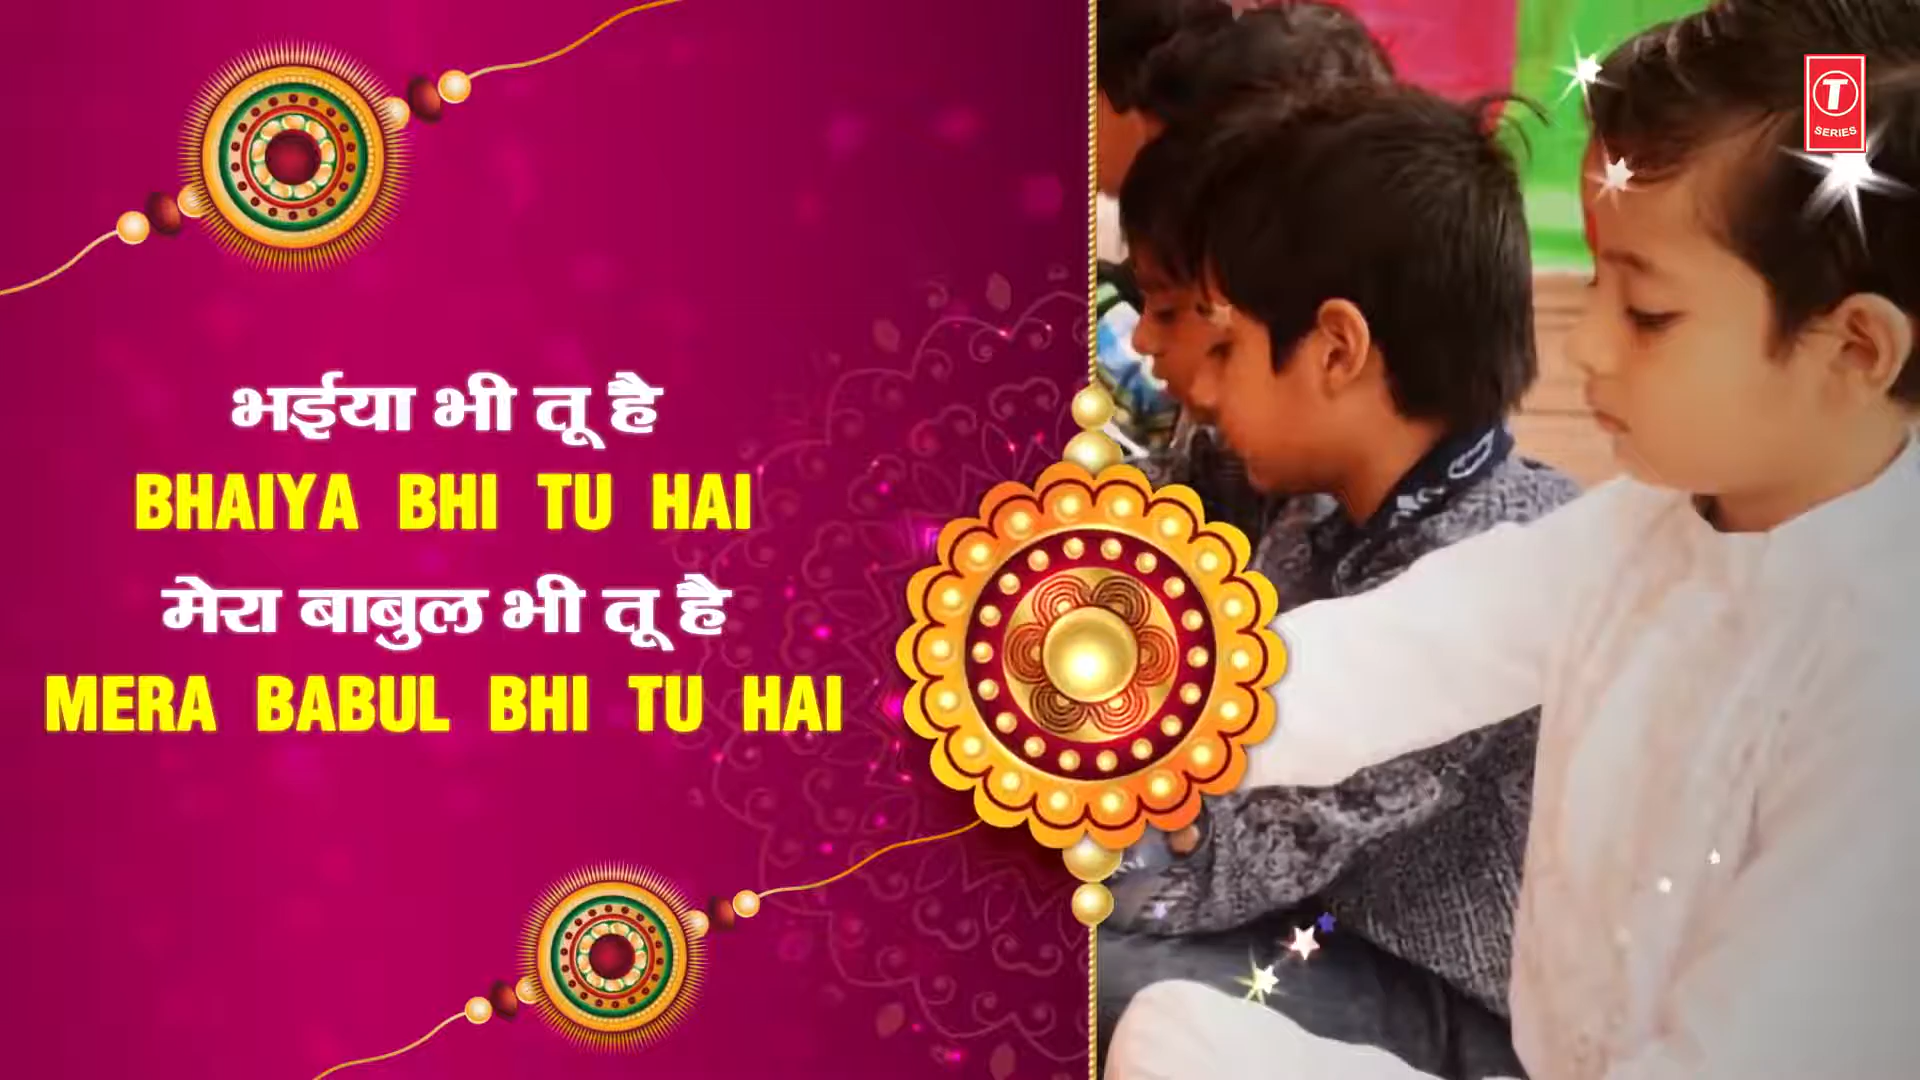 भईया भी तू है
BHAIYA BHI TU HAI
मेरा बाबुल भी तू है
MERA BABUL BHI TU HAI
T
SERIES